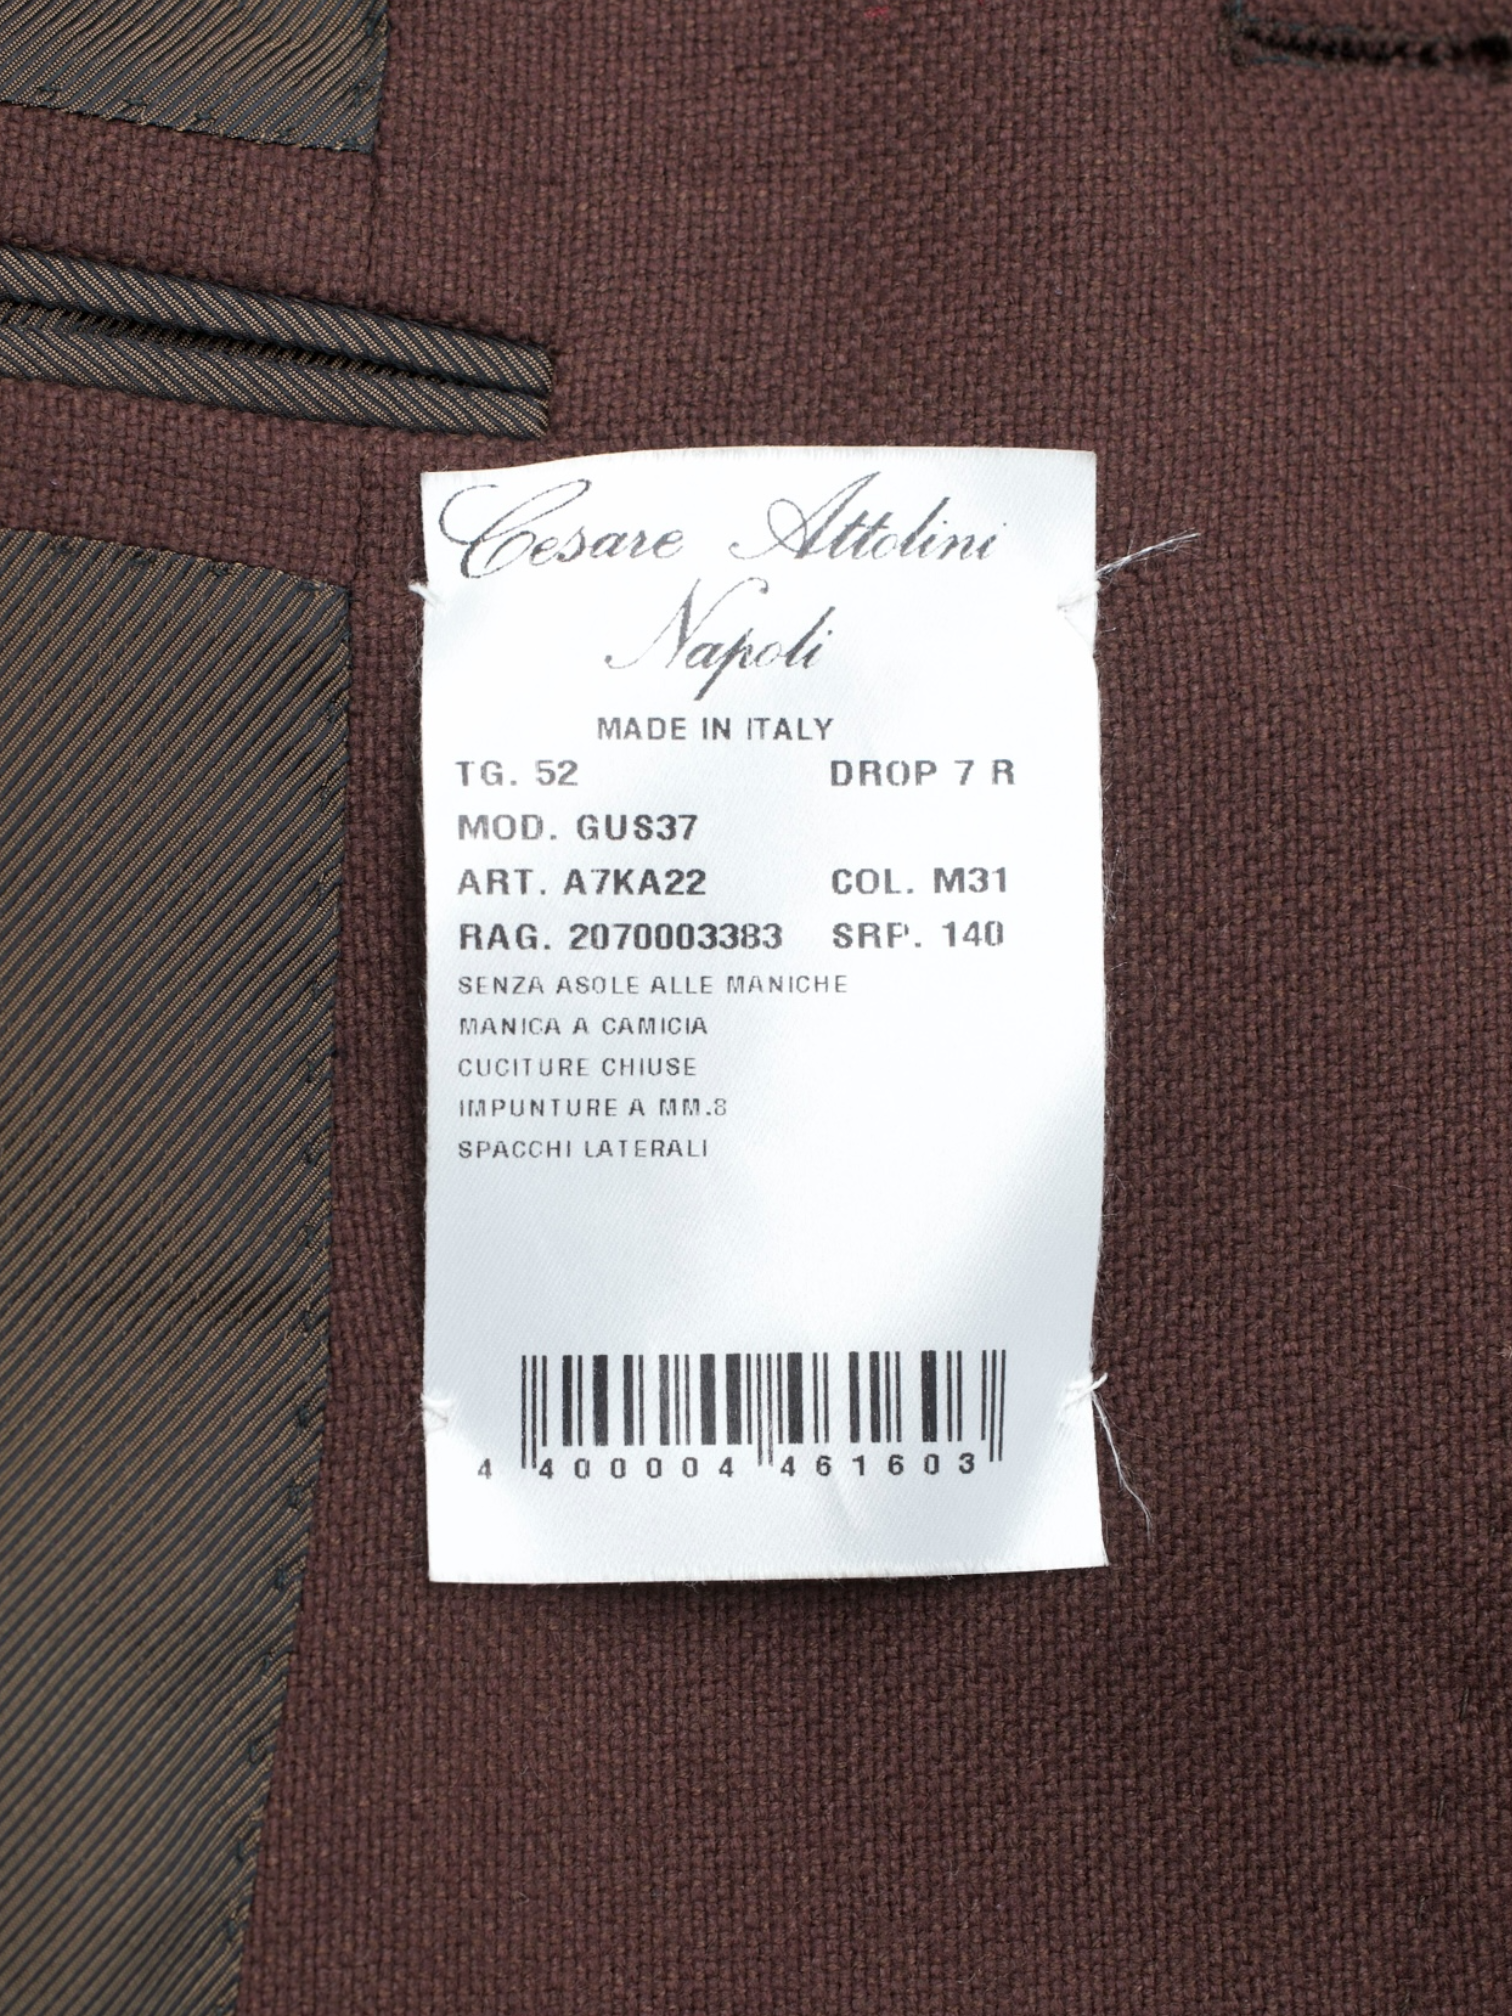 Cesare Attolini
Napoli
MADE IN ITALY
TG. 52 DROP 7 R
MOD. GUS37
ART. A7KA22 COL. M31
RAG. 2070003383 SRP. 140
SENZA ASOLE ALLE MANICHE
MANICA A CAMICIA
CUCITURE CHIUSE
IMPUNTURE A MM.8
SPACCHI LATERALI
4 400004 461603